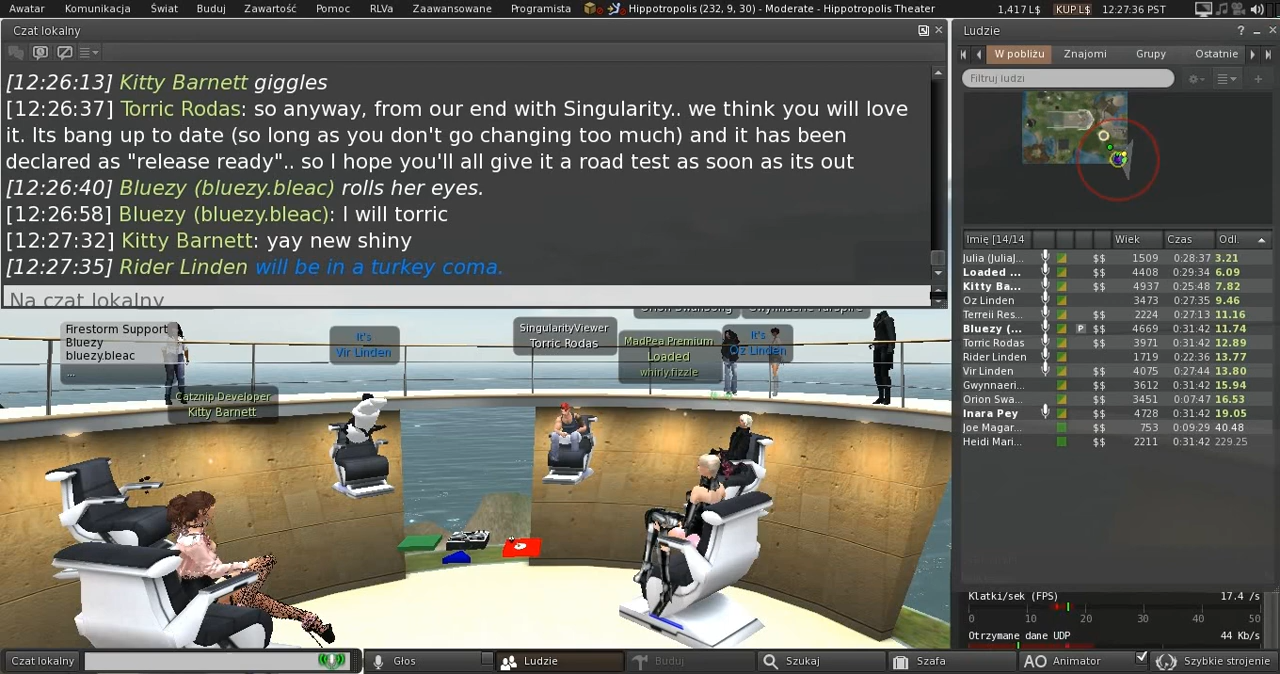 Awatar Komunikacja Świat Buduj Zawartość Pomoc RLVa Zaawansowane Programista Hippotropolis (232, 9, 30) - Moderate - Hippotropolis Theater 1,417 L$ KUP L$ 12:27:36 PST
Czat lokalny
[12:26:13] Kitty Barnett giggles
[12:26:37] Torric Rodas: so anyway, from our end with Singularity.. we think you will love
it. Its bang up to date (so long as you don't go changing too much) and it has been
declared as "release ready".. so I hope you'll all give it a road test as soon as its out
[12:26:40] Bluezy (bluezy.bleac) rolls her eyes.
[12:26:58] Bluezy (bluezy.bleac): I will torric
[12:27:32] Kitty Barnett: yay new shiny
[12:27:35] Rider Linden will be in a turkey coma.
Na czat lokalny
Firestorm Support
Bluezy
bluezy.bleac
...
Catznip Developer
Kitty Barnett
It's
Vir Linden
SingularityViewer
Torric Rodas
MadPea Premium
Loaded
whirly.fizzle
It's
Oz Linden
Ludzie
W pobliżu Znajomi Grupy Ostatnie
Filtruj ludzi
Imię [14/14 Wiek Czas Odl.
Julia (JuliaJ... $$ 1509 0:28:37 3.21
Loaded ... $$ 4408 0:29:34 6.09
Kitty Ba... $$ 4937 0:25:48 7.82
Oz Linden 3473 0:27:35 9.46
Terreii Res... $$ 2224 0:27:13 11.16
Bluezy (... P $$ 4669 0:31:42 11.74
Torric Rodas $$ 3971 0:31:42 12.89
Rider Linden 1719 0:22:36 13.77
Vir Linden $$ 4075 0:27:44 13.80
Gwynnaeri... $$ 3612 0:31:42 15.94
Orion Swa... $$ 3451 0:07:47 16.53
Inara Pey $$ 4728 0:31:42 19.05
Joe Magar... $$ 753 0:09:29 40.48
Heidi Mari... $$ 2211 0:31:42 229.25
Klatki/sek (FPS) 17.4 /s
0 10 20 30 40 50
Otrzymane dane UDP 44 Kb/s
Czat lokalny Głos Ludzie Buduj Szukaj Szafa AO Animator Szybkie strojenie